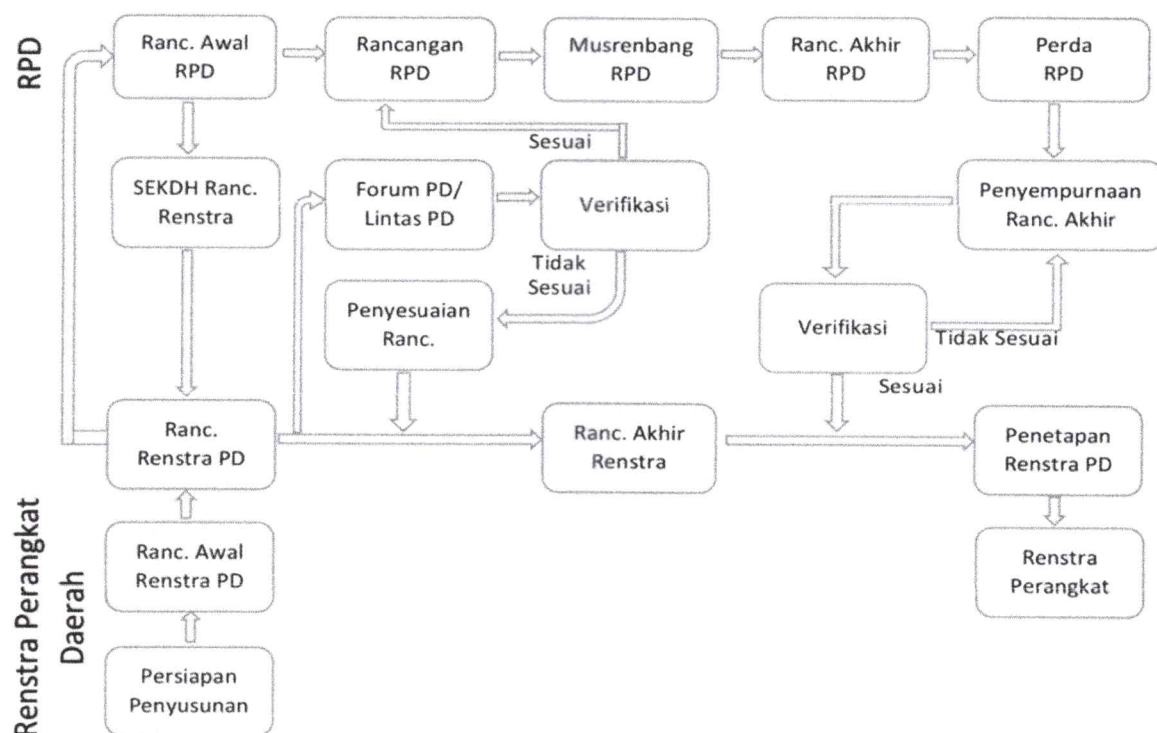 RPD
Ranc. Awal
RPD
Rancangan
RPD
Musrenbang
RPD
Ranc. Akhir
RPD
Perda
RPD
Sesuai
SEKDH Ranc.
Renstra
Forum PD/
Lintas PD
Verifikasi
Penyempurnaan
Ranc. Akhir
Tidak
Sesuai
Penyesuaian
Ranc.
Verifikasi
Tidak Sesuai
Sesuai
Ranc.
Renstra PD
Ranc. Akhir
Renstra
Penetapan
Renstra PD
Renstra Perangkat
Daerah
Ranc. Awal
Renstra PD
Renstra
Perangkat
Persiapan
Penyusunan